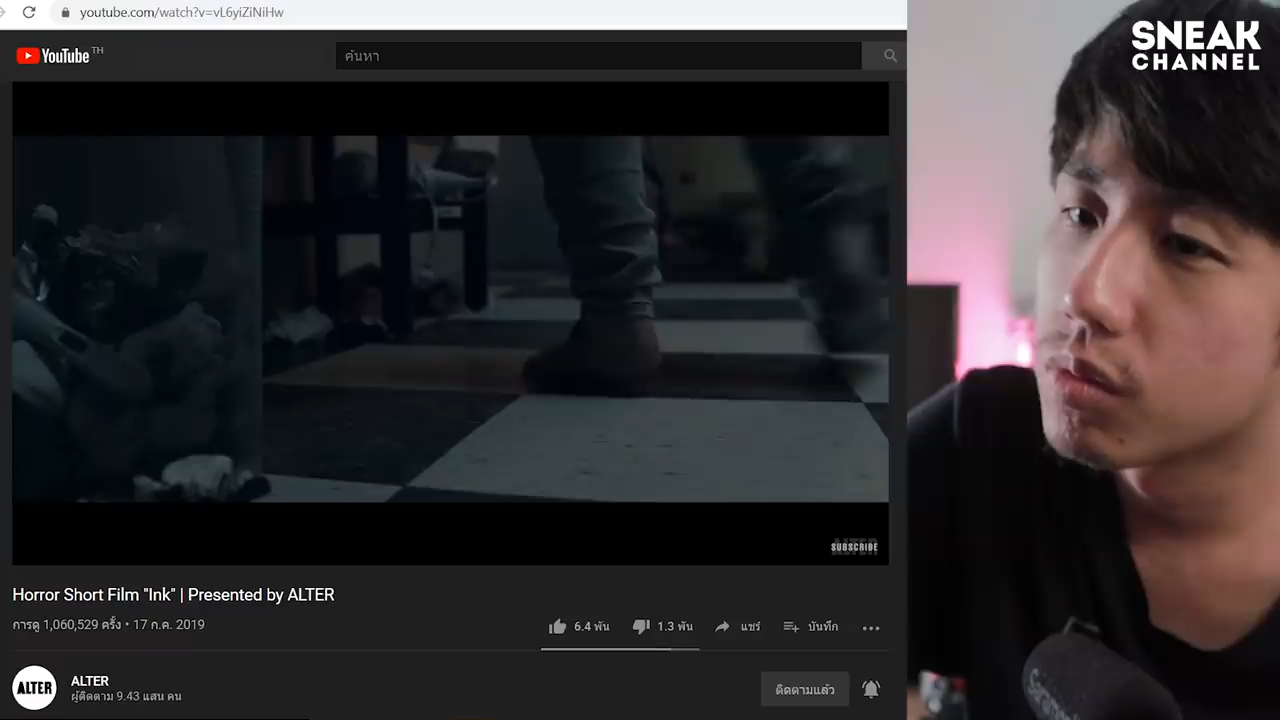 youtube.com/watch?v=vL6yiZiNiHw
YouTube TH
ค้นหา
SNEAK
CHANNEL
SUBSCRIBE
Horror Short Film "Ink" | Presented by ALTER
การดู 1,060,529 ครั้ง • 17 ก.ค. 2019
6.4 พัน
1.3 พัน
แชร์
บันทึก
ALTER
ALTER
ผู้ติดตาม 9.43 แสน คน
ติดตามแล้ว